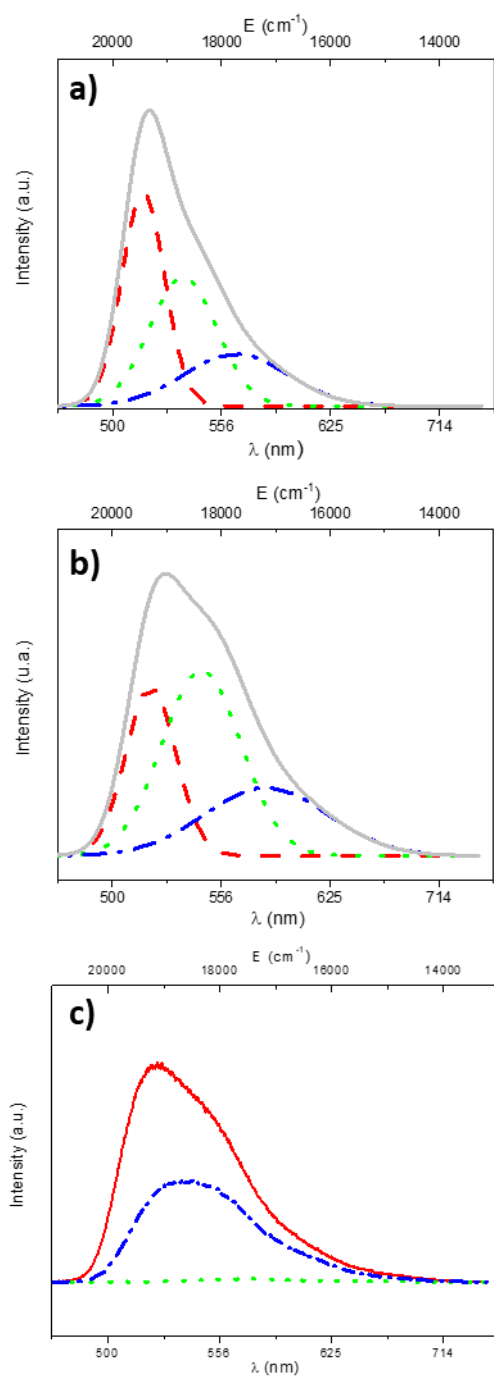 E (cm⁻¹)
20000 18000 16000 14000
a)
Intensity (a.u.)
500 556 625 714
λ (nm)
E (cm⁻¹)
20000 18000 16000 14000
b)
Intensity (u.a.)
500 556 625 714
λ (nm)
E (cm⁻¹)
20000 18000 16000 14000
c)
Intensity (a.u.)
500 556 625 714
λ (nm)